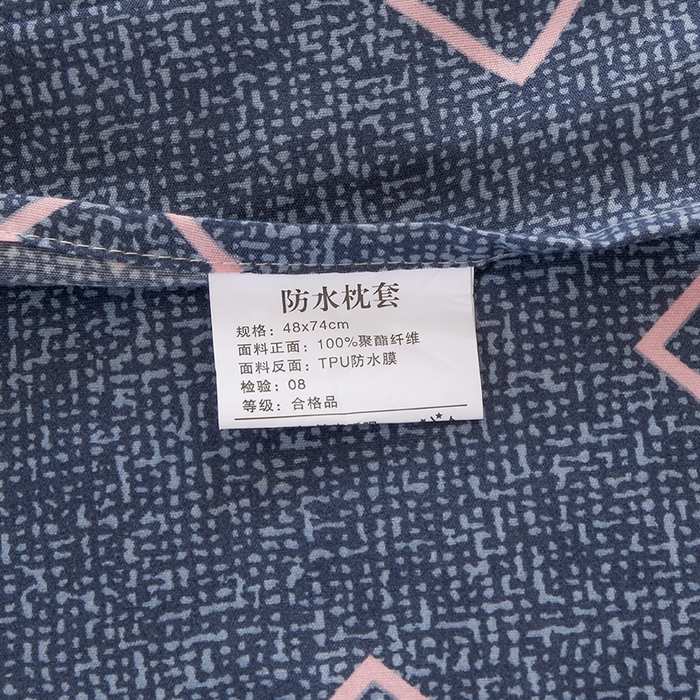 防水枕套
规格：48x74cm
面料正面：100%聚酯纤维
面料反面：TPU防水膜
检验：08
等级：合格品